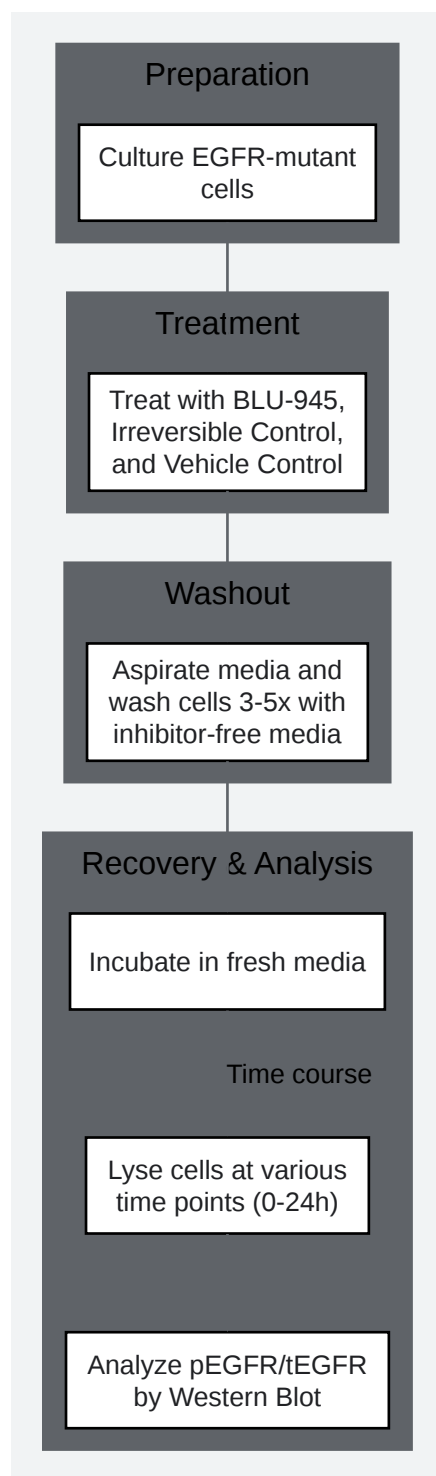 Preparation
Culture EGFR-mutant
cells
Treatment
Treat with BLU-945,
Irreversible Control,
and Vehicle Control
Washout
Aspirate media and
wash cells 3-5x with
inhibitor-free media
Recovery & Analysis
Incubate in fresh media
Time course
Lyse cells at various
time points (0-24h)
Analyze pEGFR/tEGFR
by Western Blot